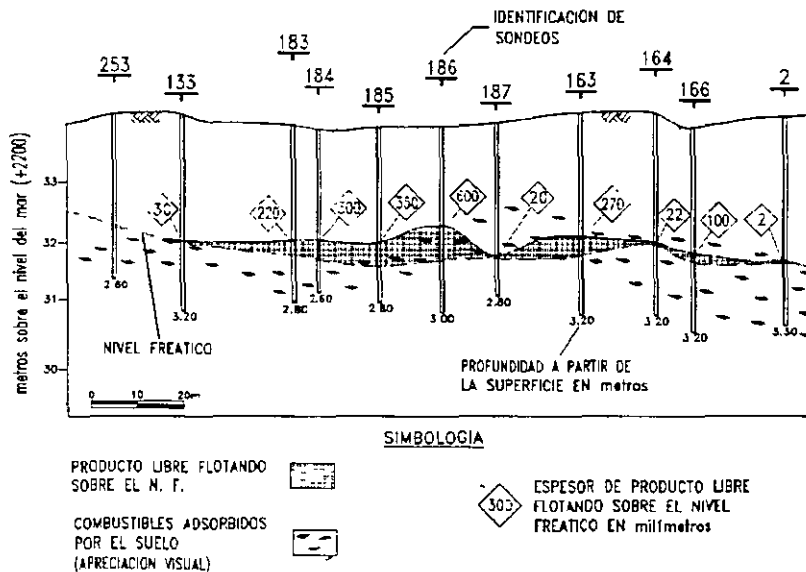 IDENTIFICACION DE
SONDEOS
253
133
183
184
185
186
187
163
164
166
2
metros sobre el nivel del mar (+2200)
33
32
31
30
30
220
300
350
600
20
270
22
100
2
2.60
3.20
2.80
2.60
2.80
3.00
2.80
3.20
3.20
3.20
3.30
NIVEL FREATICO
PROFUNDIDAD A PARTIR DE
LA SUPERFICIE EN metros
0 10 20m
SIMBOLOGIA
PRODUCTO LIBRE FLOTANDO
SOBRE EL N. F.
COMBUSTIBLES ADSORBIDOS
POR EL SUELO
(APRECIACION VISUAL)
300
ESPESOR DE PRODUCTO LIBRE
FLOTANDO SOBRE EL NIVEL
FREATICO EN milímetros